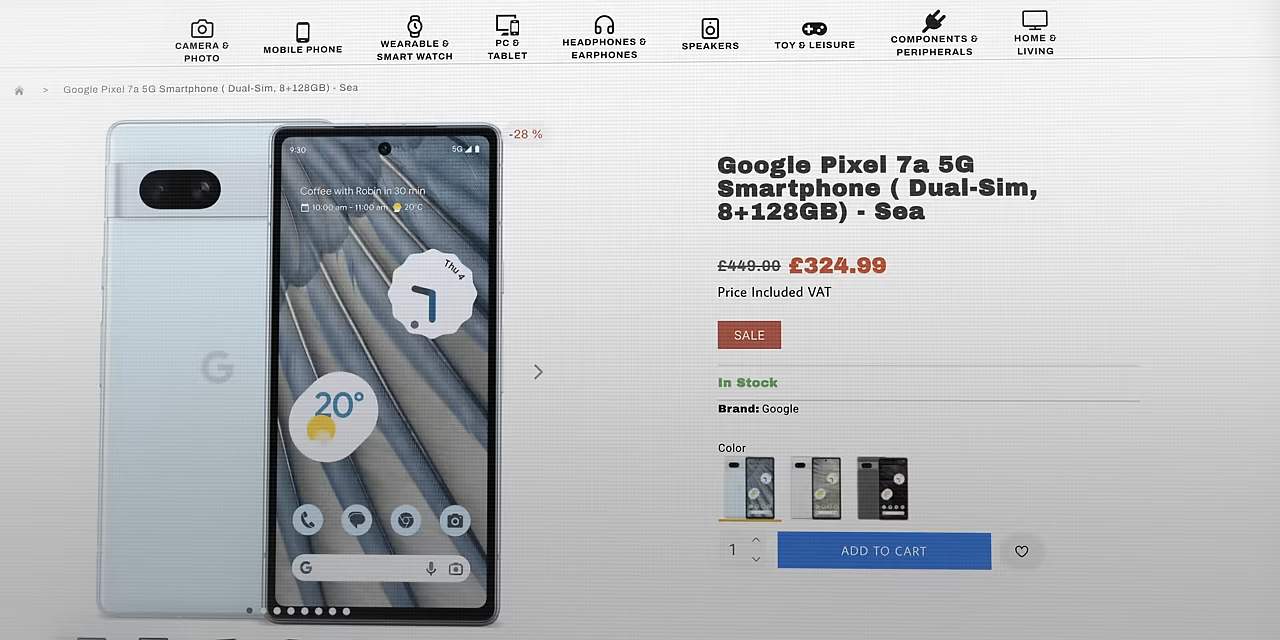 CAMERA &
PHOTO
MOBILE PHONE
WEARABLE &
SMART WATCH
PC &
TABLET
HEADPHONES &
EARPHONES
SPEAKERS
TOY & LEISURE
COMPONENTS &
PERIPHERALS
HOME &
LIVING
> Google Pixel 7a 5G Smartphone ( Dual-Sim, 8+128GB) - Sea
-28 %
9:30
5G
Coffee with Robin in 30 min
10:00 am - 11:00 am 20°C
Thu 4
20°
G
G
Google Pixel 7a 5G
Smartphone ( Dual-Sim,
8+128GB) - Sea
£449.00 £324.99
Price Included VAT
SALE
In Stock
Brand: Google
Color
1
ADD TO CART